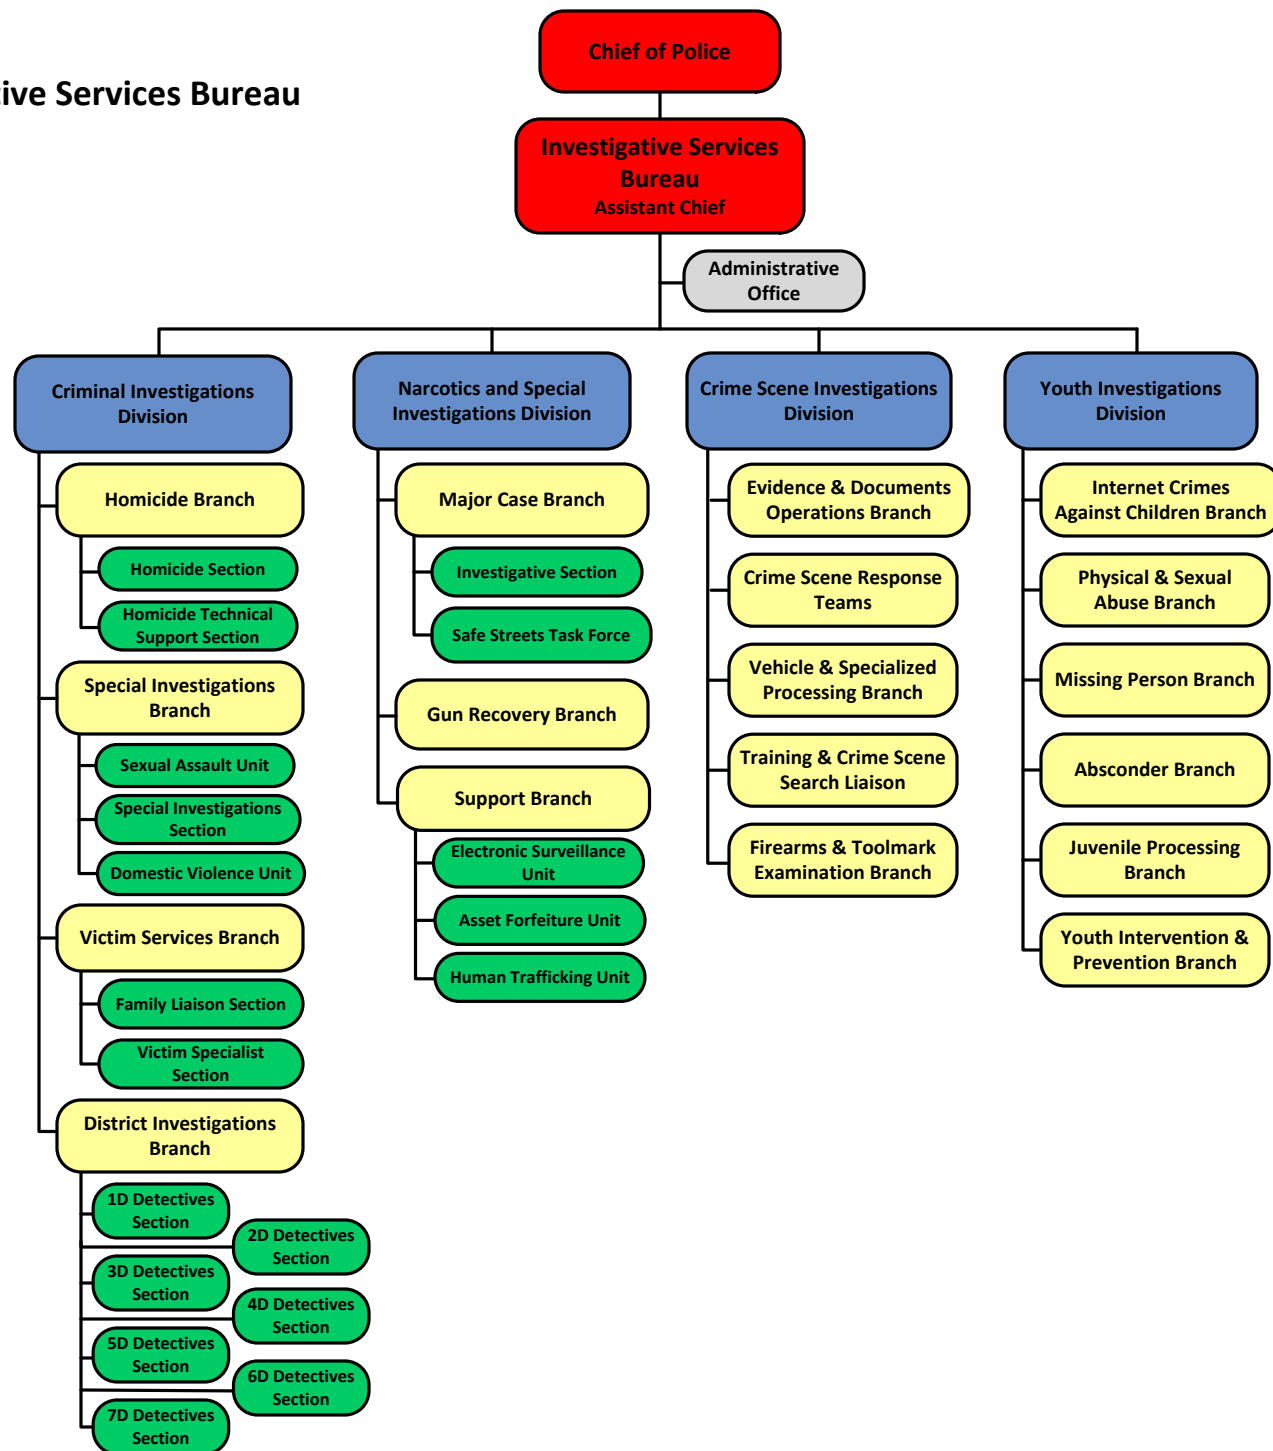 Chief of Police
tive Services Bureau
Investigative Services
Bureau
Assistant Chief
Administrative
Office
Criminal Investigations
Division
Homicide Branch
Homicide Section
Homicide Technical
Support Section
Special Investigations
Branch
Sexual Assault Unit
Special Investigations
Section
Domestic Violence Unit
Victim Services Branch
Family Liaison Section
Victim Specialist
Section
District Investigations
Branch
1D Detectives
Section
2D Detectives
Section
3D Detectives
Section
4D Detectives
Section
5D Detectives
Section
6D Detectives
Section
7D Detectives
Section
Narcotics and Special
Investigations Division
Major Case Branch
Investigative Section
Safe Streets Task Force
Gun Recovery Branch
Support Branch
Electronic Surveillance
Unit
Asset Forfeiture Unit
Human Trafficking Unit
Crime Scene Investigations
Division
Evidence & Documents
Operations Branch
Crime Scene Response
Teams
Vehicle & Specialized
Processing Branch
Training & Crime Scene
Search Liaison
Firearms & Toolmark
Examination Branch
Youth Investigations
Division
Internet Crimes
Against Children Branch
Physical & Sexual
Abuse Branch
Missing Person Branch
Absconder Branch
Juvenile Processing
Branch
Youth Intervention &
Prevention Branch